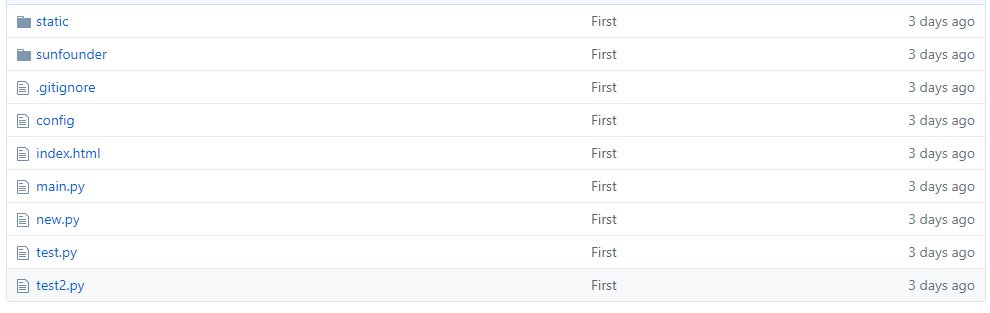 static First 3 days ago
sunfounder First 3 days ago
.gitignore First 3 days ago
config First 3 days ago
index.html First 3 days ago
main.py First 3 days ago
new.py First 3 days ago
test.py First 3 days ago
test2.py First 3 days ago